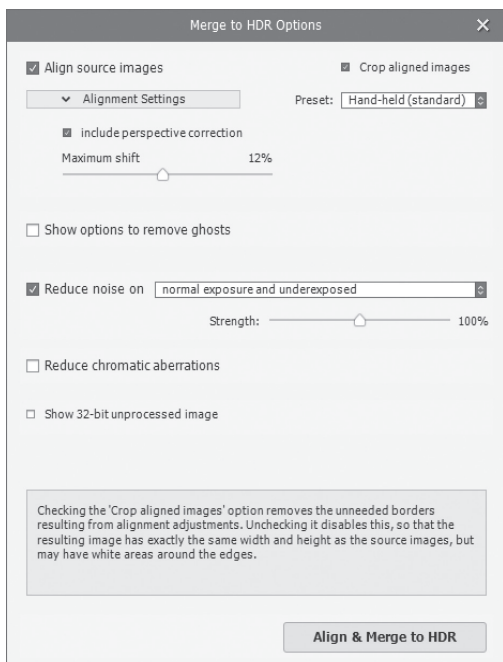 Merge to HDR Options
Align source images
Crop aligned images
Alignment Settings
Preset: Hand-held (standard)
include perspective correction
Maximum shift 12%
Show options to remove ghosts
Reduce noise on normal exposure and underexposed
Strength: 100%
Reduce chromatic aberrations
Show 32-bit unprocessed image
Checking the 'Crop aligned images' option removes the unneeded borders
resulting from alignment adjustments. Unchecking it disables this, so that the
resulting image has exactly the same width and height as the source images, but
may have white areas around the edges.
Align & Merge to HDR